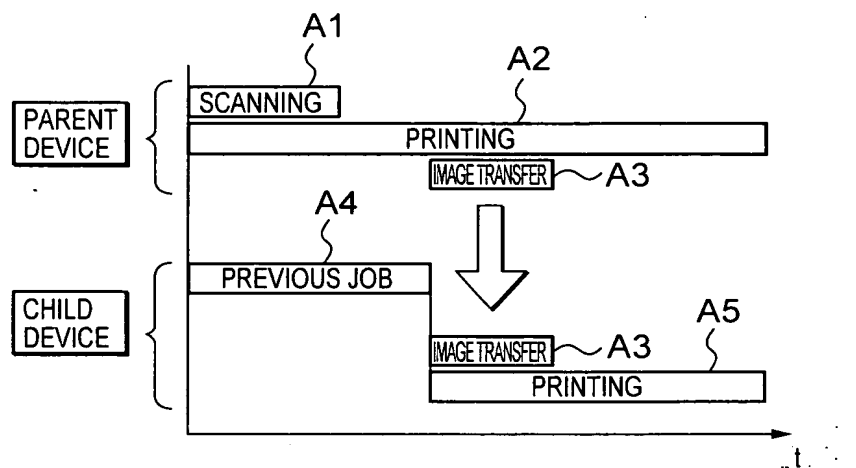 A1
A2
SCANNING
PARENT
DEVICE
PRINTING
IMAGE TRANSFER
A3
A4
PREVIOUS JOB
CHILD
DEVICE
A5
IMAGE TRANSFER
A3
PRINTING
t